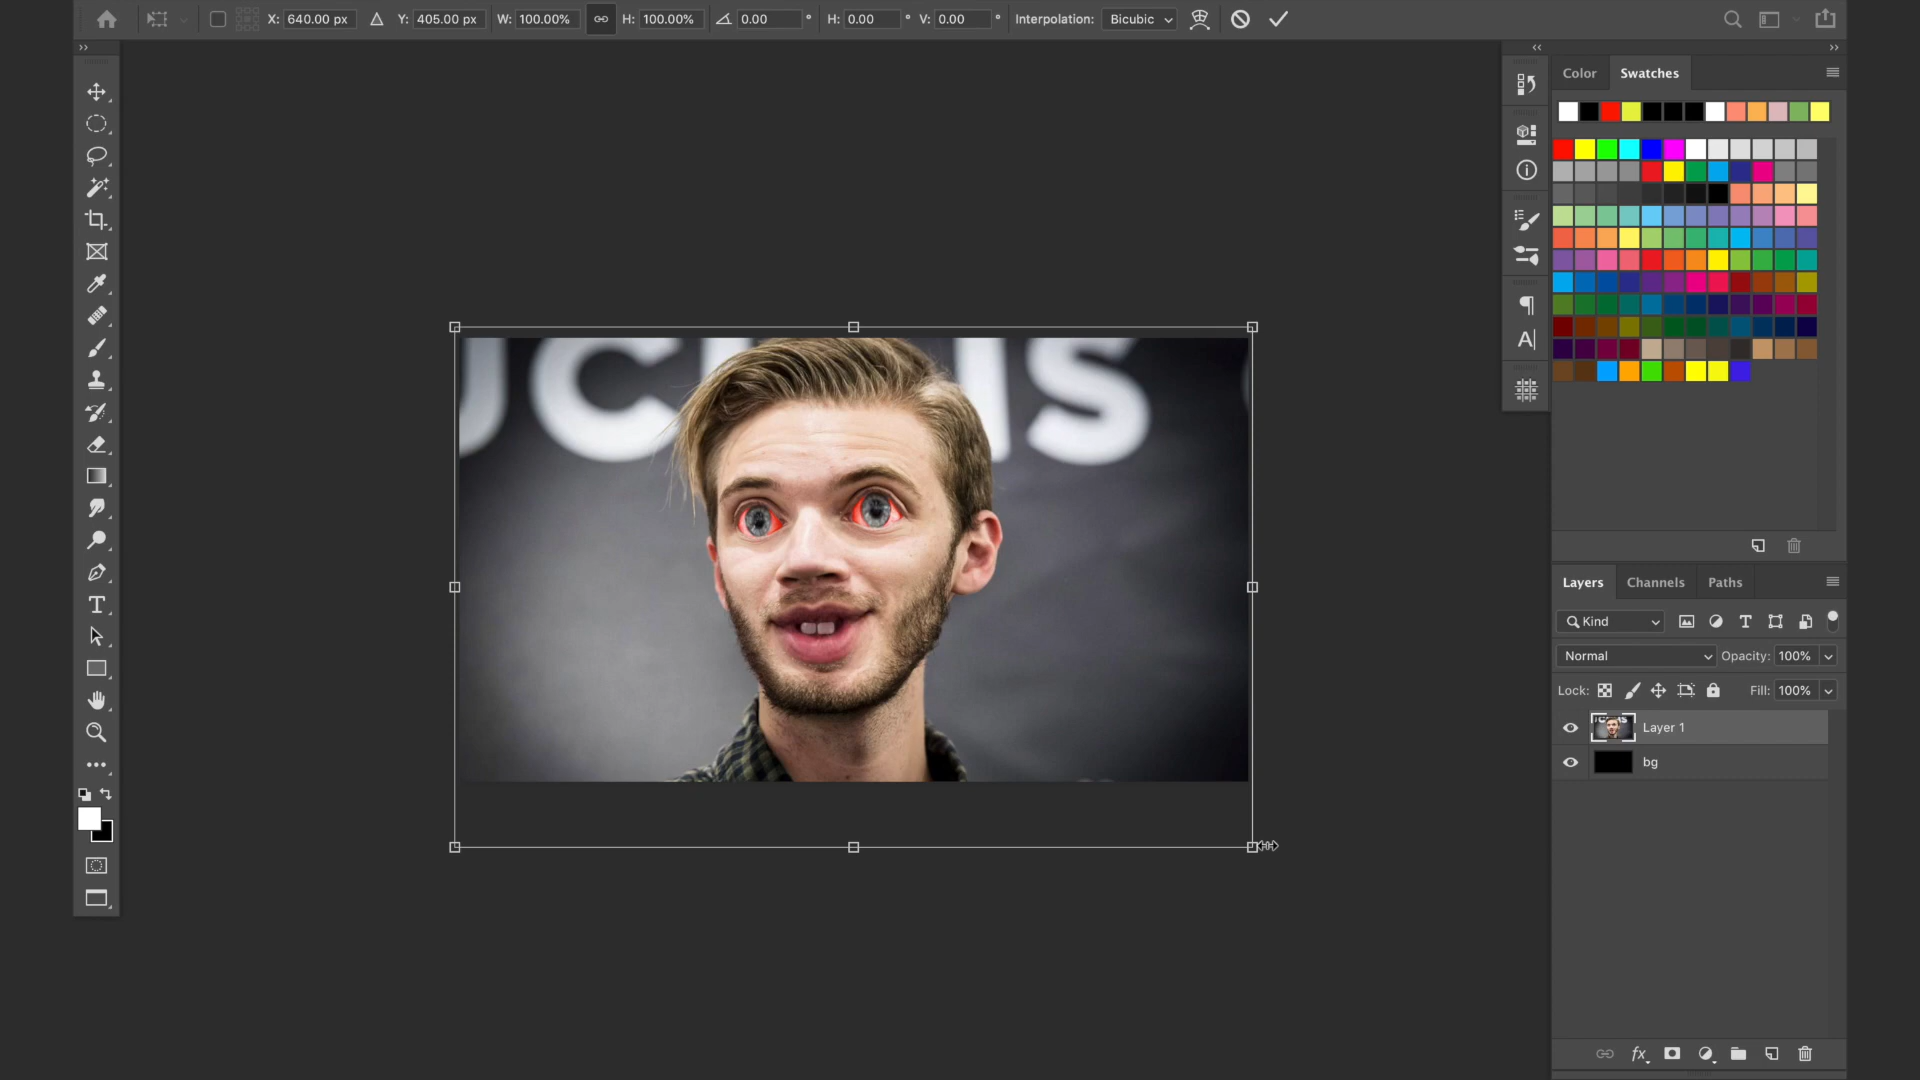 X: 640.00 px Y: 405.00 px W: 100.00% H: 100.00% 0.00 ° H: 0.00 ° V: 0.00 ° Interpolation: Bicubic
Color Swatches
Layers Channels Paths
Kind
Normal Opacity: 100%
Lock: Fill: 100%
Layer 1
bg